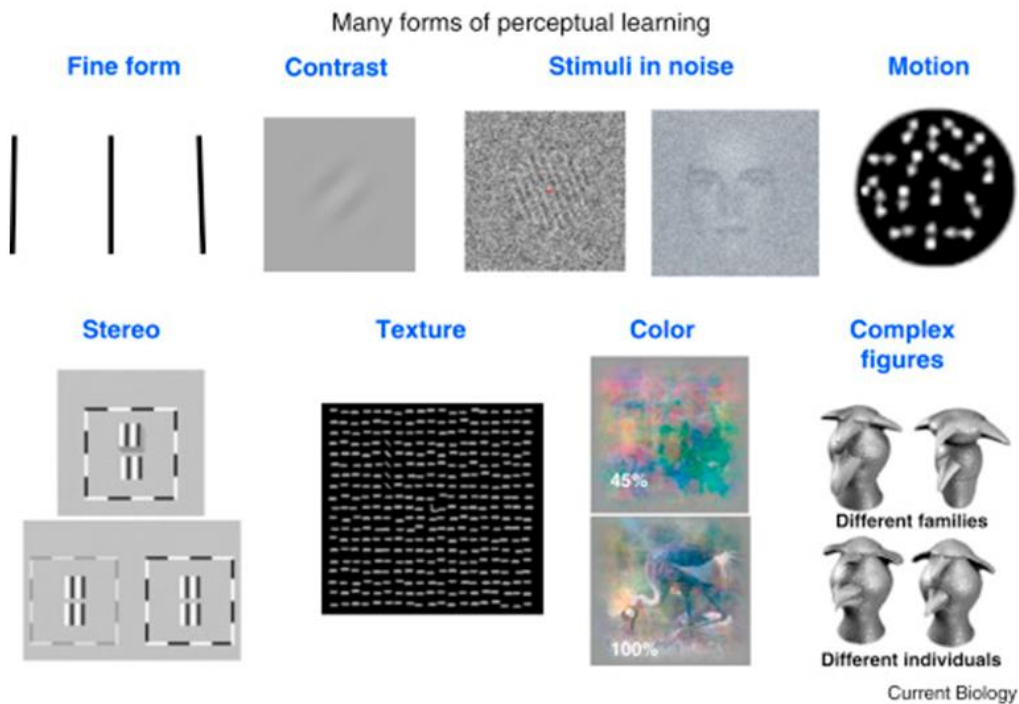 Many forms of perceptual learning
Fine form
Contrast
Stimuli in noise
Motion
Stereo
Texture
Color
Complex
figures
45%
100%
Different families
Different individuals
Current Biology